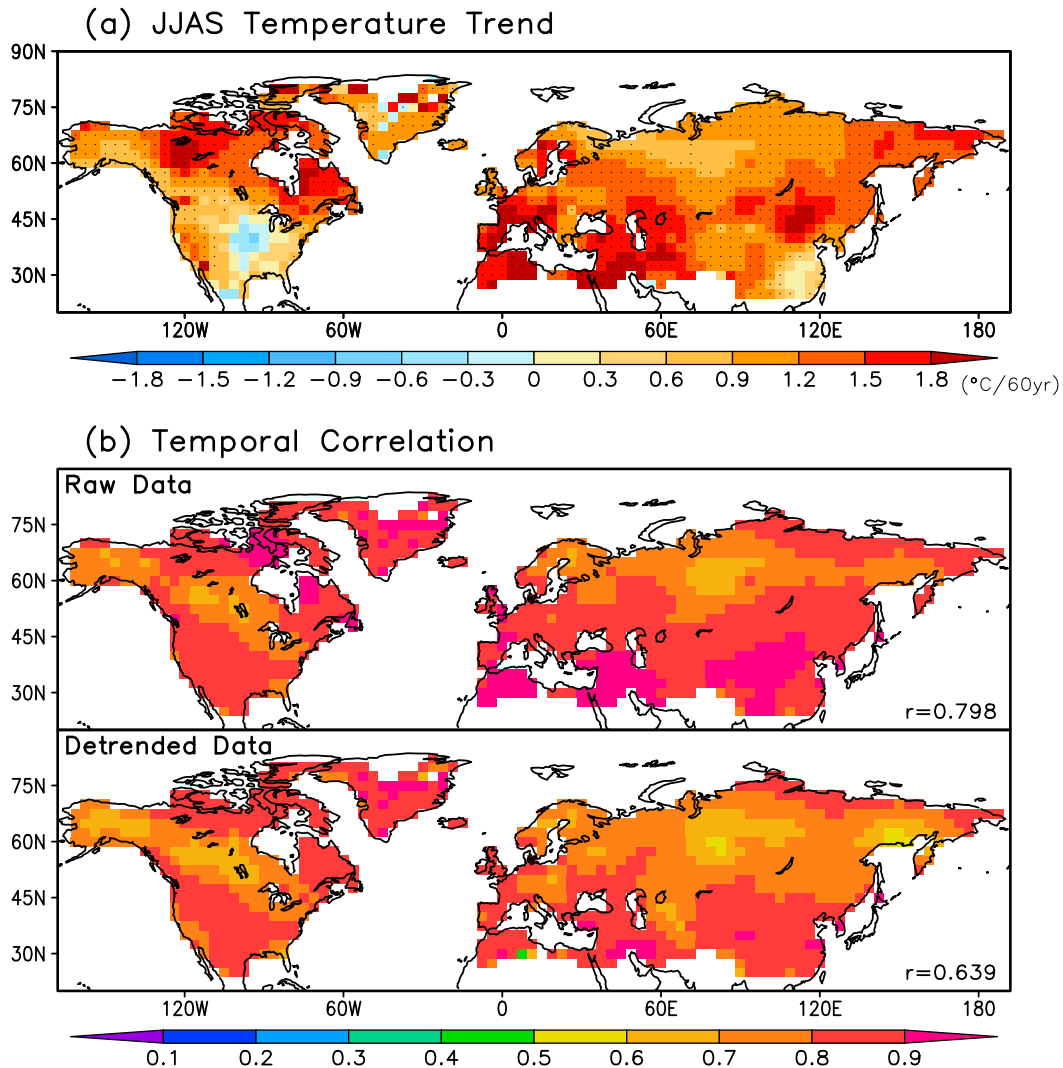 (a) JJAS Temperature Trend
90N
75N
60N
45N
30N
120W 60W 0 60E 120E 180
−1.8 −1.5 −1.2 −0.9 −0.6 −0.3 0 0.3 0.6 0.9 1.2 1.5 1.8 (°C/60yr)
(b) Temporal Correlation
Raw Data
75N
60N
45N
30N
r=0.798
Detrended Data
75N
60N
45N
30N
r=0.639
120W 60W 0 60E 120E 180
0.1 0.2 0.3 0.4 0.5 0.6 0.7 0.8 0.9